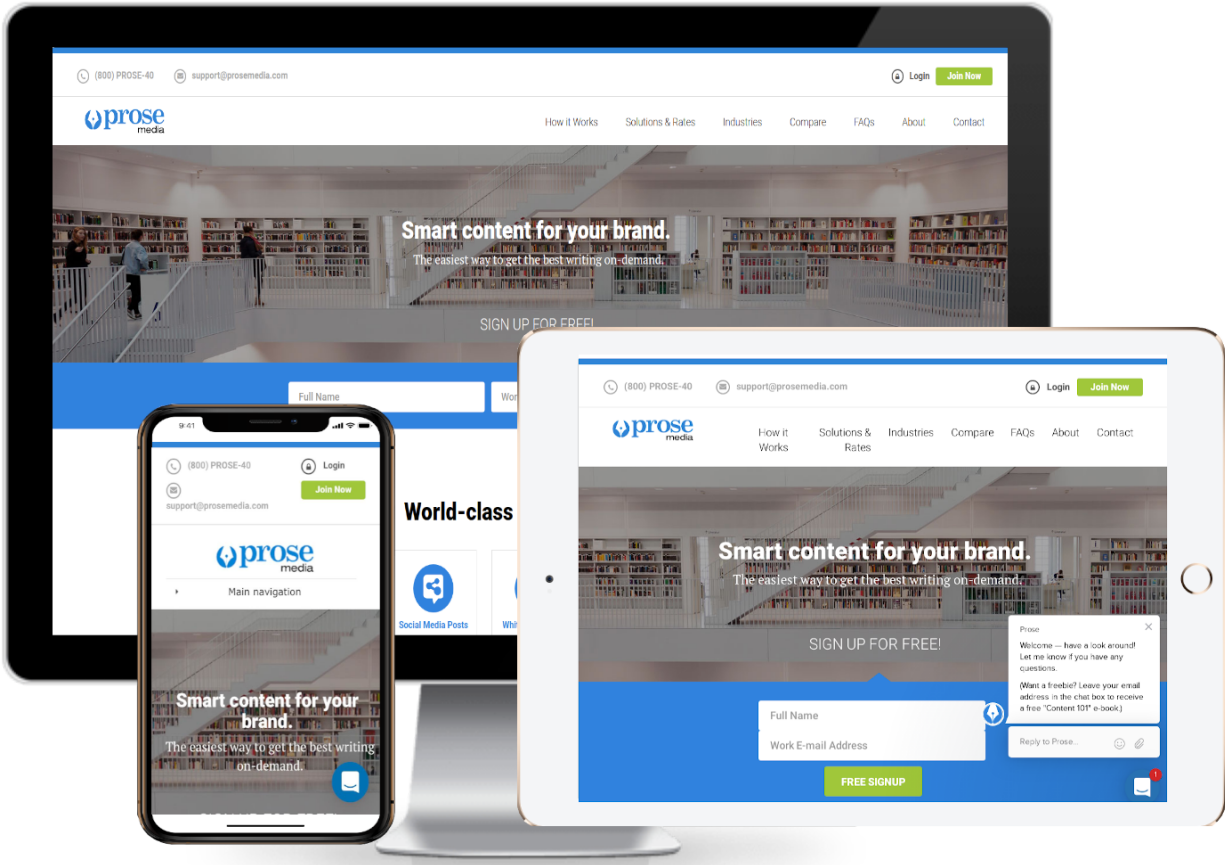 (800) PROSE-40
support@prosemedia.com
Login
Join Now
prose
media
How it Works
Solutions & Rates
Industries
Compare
FAQs
About
Contact
Smart content for your brand.
The easiest way to get the best writing on-demand.
SIGN UP FOR FREE!
Full Name
World-class
Social Media Posts
9:41
(800) PROSE-40
Login
support@prosemedia.com
Join Now
prose
media
Main navigation
Smart content for your
brand.
The easiest way to get the best writing
on-demand.
SIGN UP FOR FREE!
(800) PROSE-40
support@prosemedia.com
Login
Join Now
prose
media
How it
Works
Solutions &
Rates
Industries
Compare
FAQs
About
Contact
Smart content for your brand.
The easiest way to get the best writing on-demand.
SIGN UP FOR FREE!
Full Name
Work E-mail Address
FREE SIGNUP
Prose
Welcome — have a look around!
Let me know if you have any
questions.
(Want a freebie? Leave your email
address in the chat box to receive
a free "Content 101" e-book.)
Reply to Prose...
1